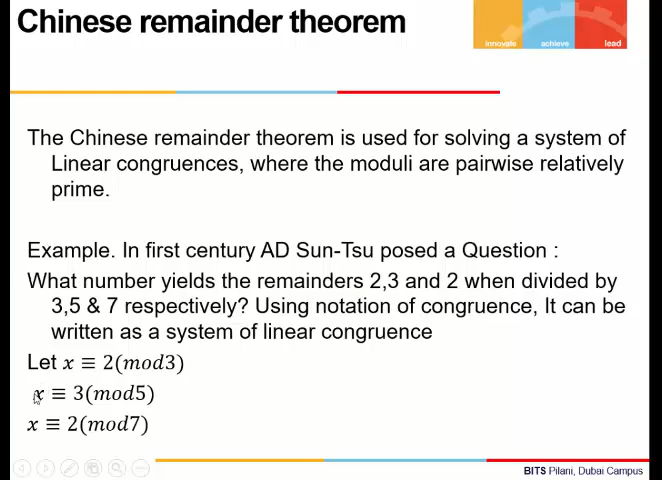 Chinese remainder theorem
innovate achieve lead
The Chinese remainder theorem is used for solving a system of
Linear congruences, where the moduli are pairwise relatively
prime.
Example. In first century AD Sun-Tsu posed a Question :
What number yields the remainders 2,3 and 2 when divided by
3,5 & 7 respectively? Using notation of congruence, It can be
written as a system of linear congruence
Let x ≡ 2(mod3)
x ≡ 3(mod5)
x ≡ 2(mod7)
BITS Pilani, Dubai Campus